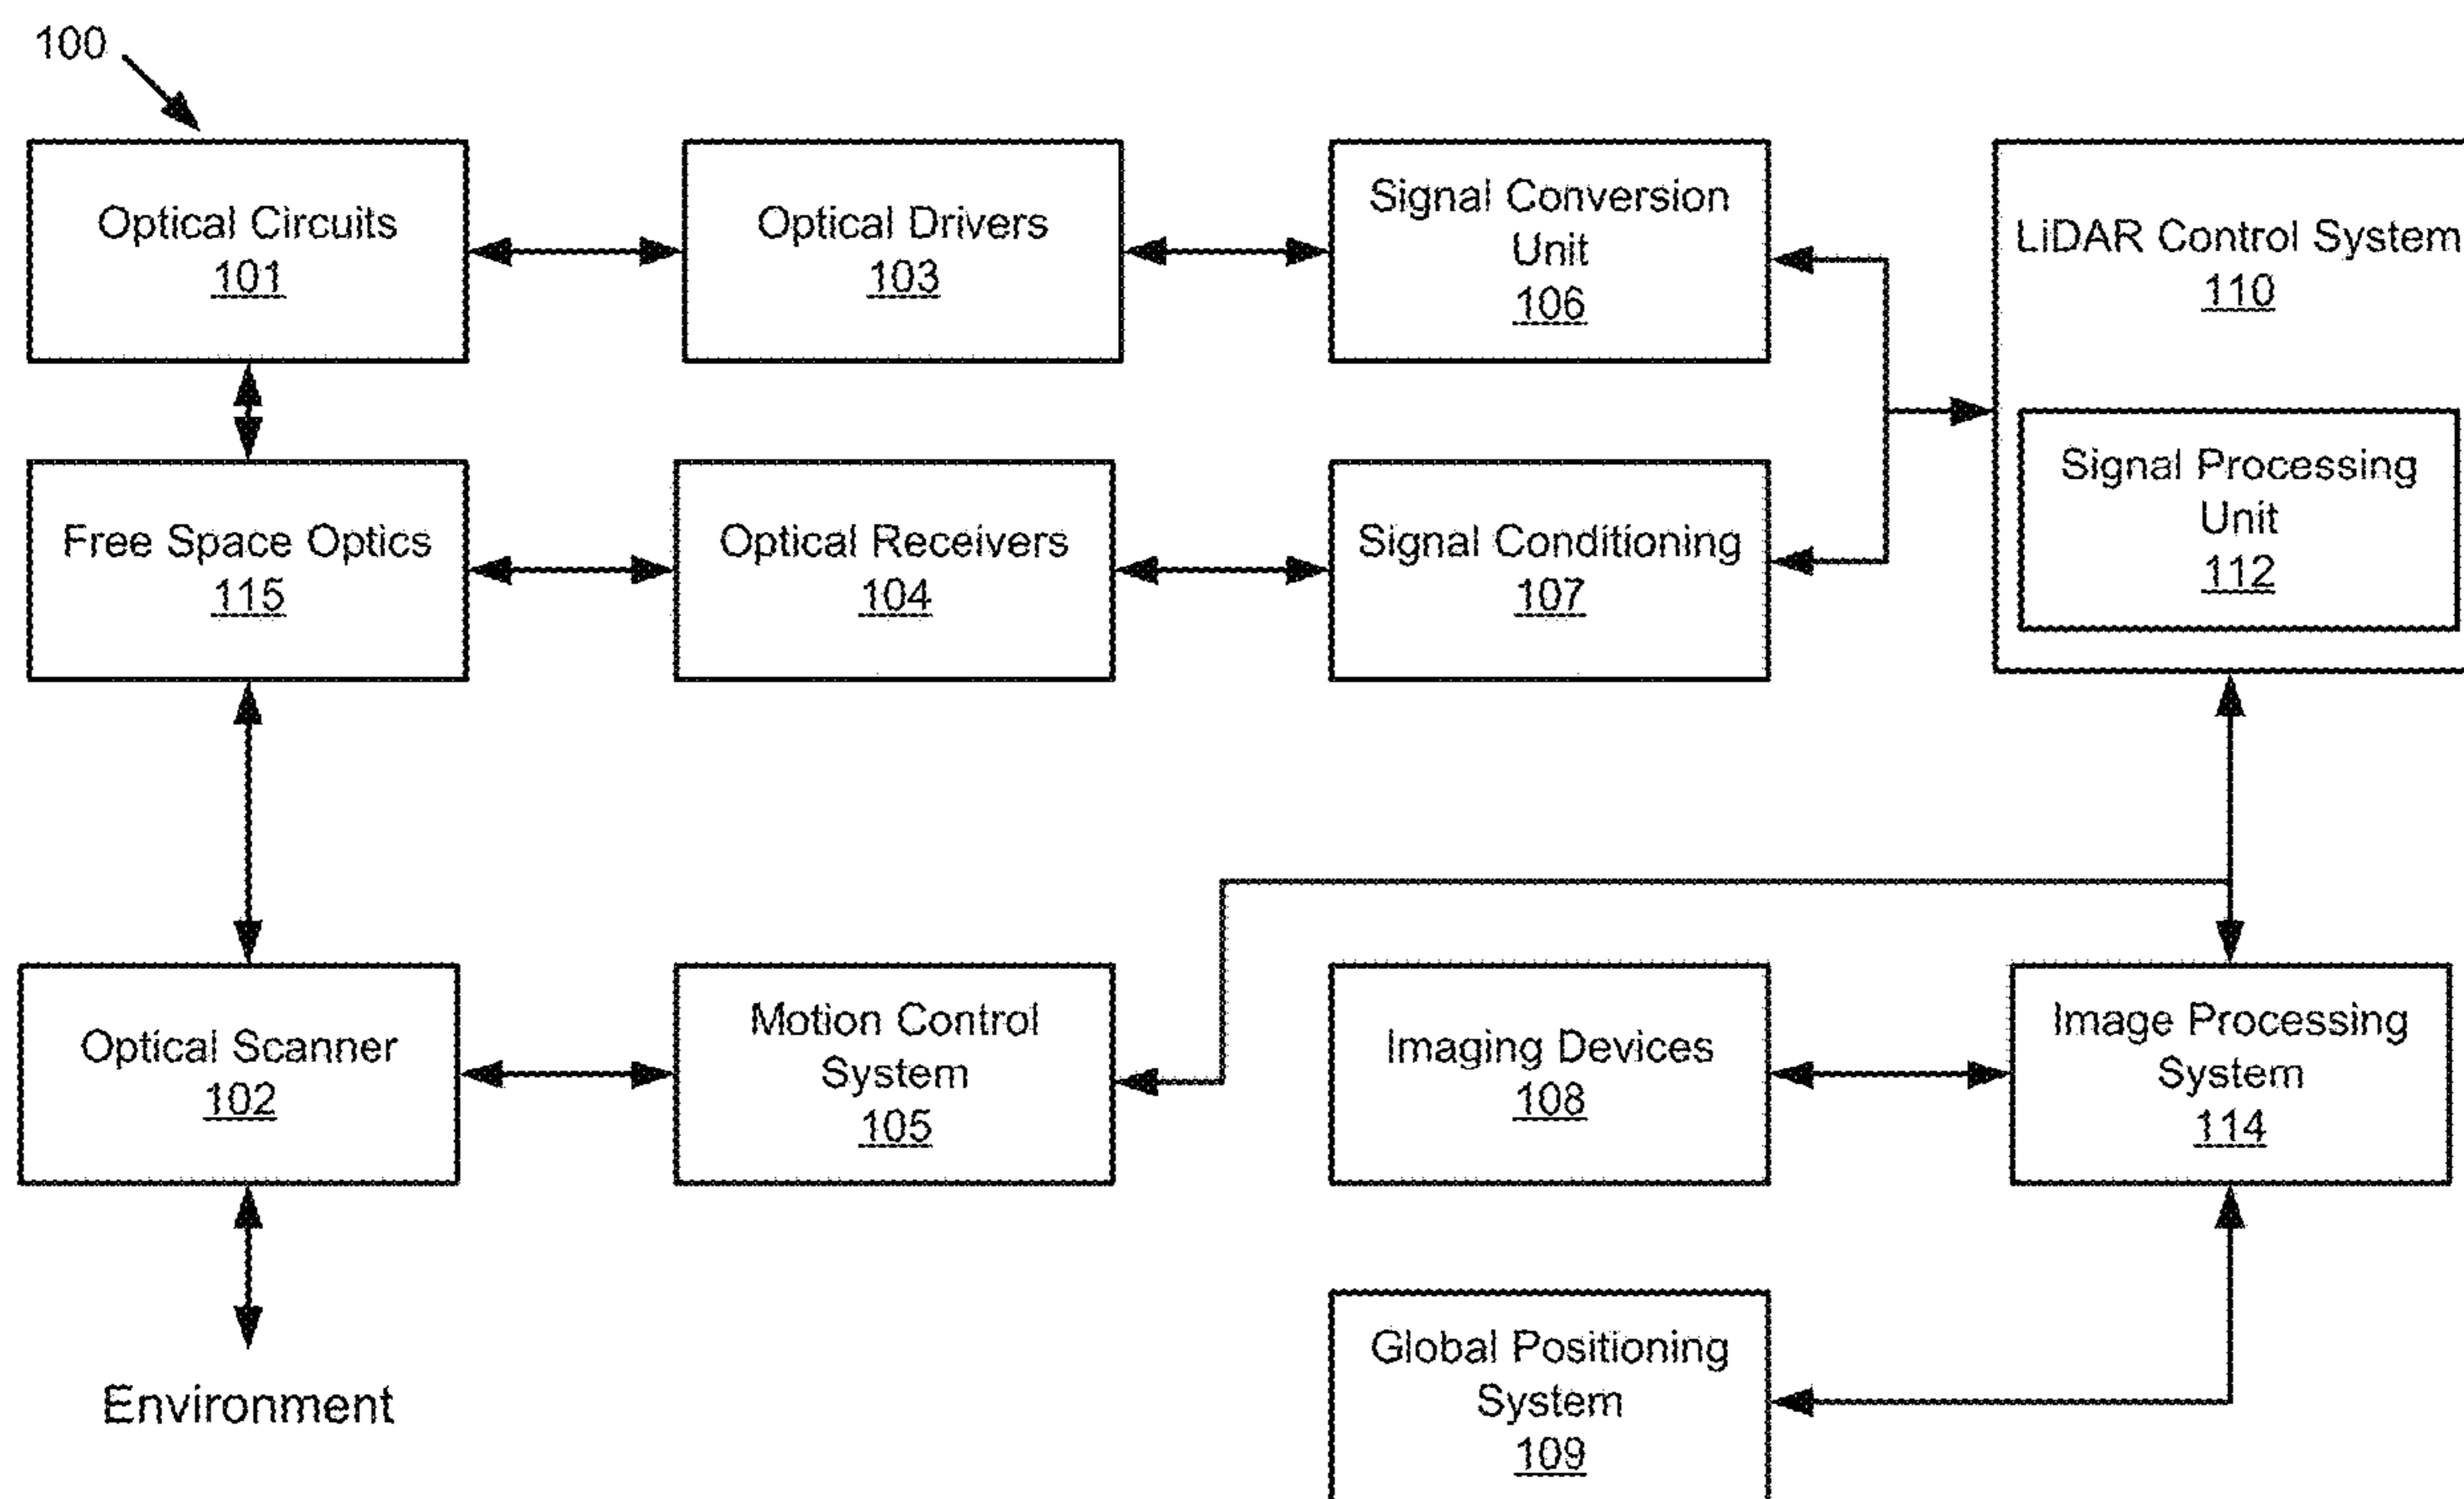 100
Optical Circuits
101
Optical Drivers
103
Signal Conversion
Unit
106
LiDAR Control System
110
Signal Processing
Unit
112
Free Space Optics
115
Optical Receivers
104
Signal Conditioning
107
Optical Scanner
102
Motion Control
System
105
Imaging Devices
108
Image Processing
System
114
Environment
Global Positioning
System
109